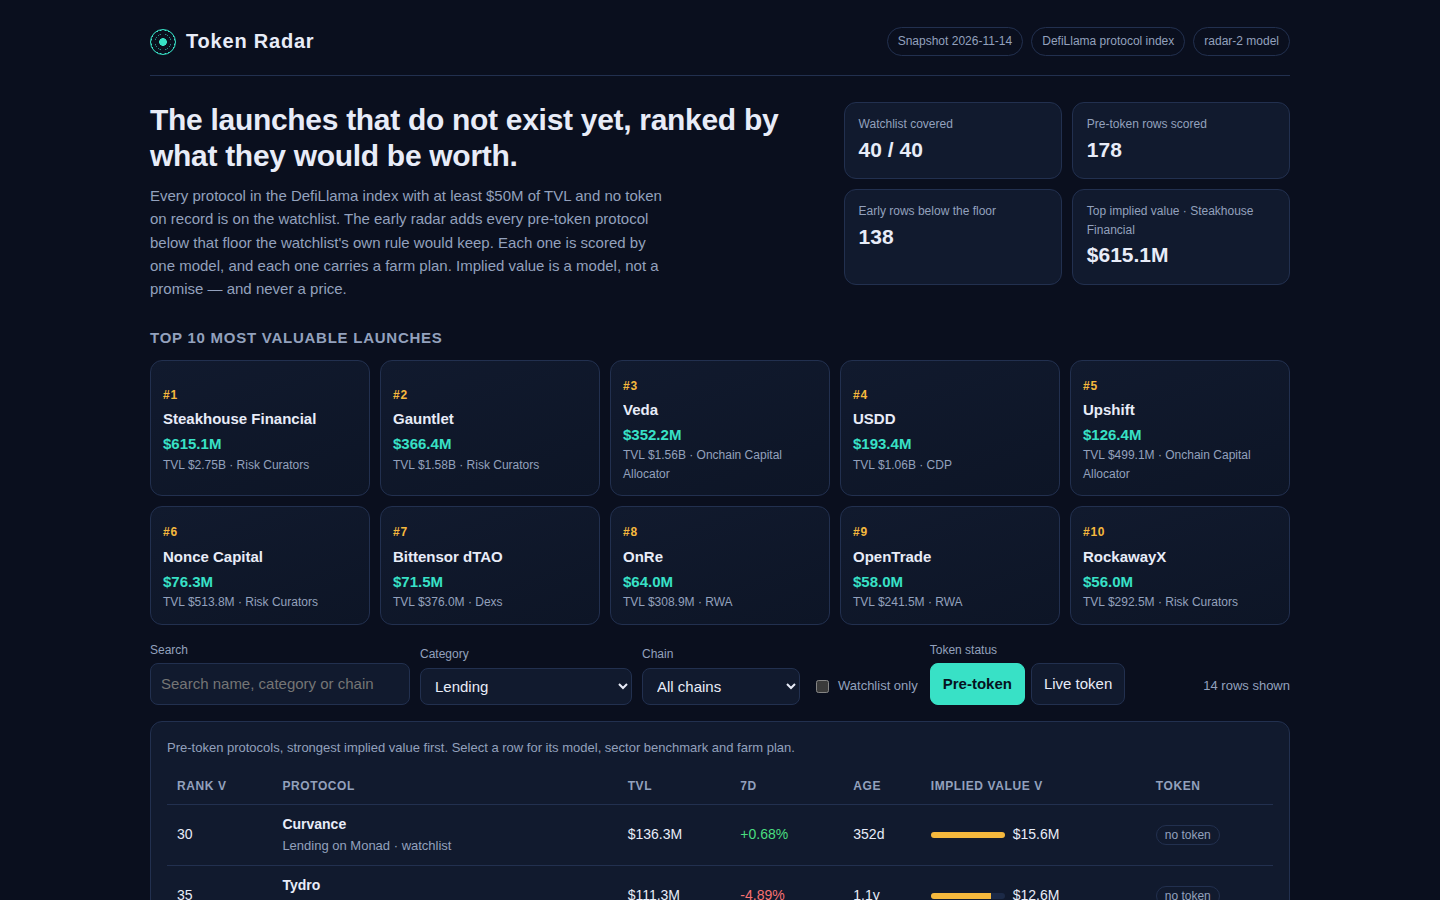 Token Radar
Snapshot 2026-11-14
DefiLlama protocol index
radar-2 model
The launches that do not exist yet, ranked by
what they would be worth.
Every protocol in the DefiLlama index with at least $50M of TVL and no token
on record is on the watchlist. The early radar adds every pre-token protocol
below that floor the watchlist's own rule would keep. Each one is scored by
one model, and each one carries a farm plan. Implied value is a model, not a
promise — and never a price.
Watchlist covered
40 / 40
Pre-token rows scored
178
Early rows below the floor
138
Top implied value · Steakhouse
Financial
$615.1M
TOP 10 MOST VALUABLE LAUNCHES
#1
Steakhouse Financial
$615.1M
TVL $2.75B · Risk Curators
#2
Gauntlet
$366.4M
TVL $1.58B · Risk Curators
#3
Veda
$352.2M
TVL $1.56B · Onchain Capital
Allocator
#4
USDD
$193.4M
TVL $1.06B · CDP
#5
Upshift
$126.4M
TVL $499.1M · Onchain Capital
Allocator
#6
Nonce Capital
$76.3M
TVL $513.8M · Risk Curators
#7
Bittensor dTAO
$71.5M
TVL $376.0M · Dexs
#8
OnRe
$64.0M
TVL $308.9M · RWA
#9
OpenTrade
$58.0M
TVL $241.5M · RWA
#10
RockawayX
$56.0M
TVL $292.5M · Risk Curators
Search
Search name, category or chain
Category
Lending
Chain
All chains
Watchlist only
Token status
Pre-token
Live token
14 rows shown
Pre-token protocols, strongest implied value first. Select a row for its model, sector benchmark and farm plan.
RANK V PROTOCOL TVL 7D AGE IMPLIED VALUE V TOKEN
30 Curvance $136.3M +0.68% 352d $15.6M no token
Lending on Monad · watchlist
35 Tydro $111.3M -4.89% 1.1y $12.6M no token